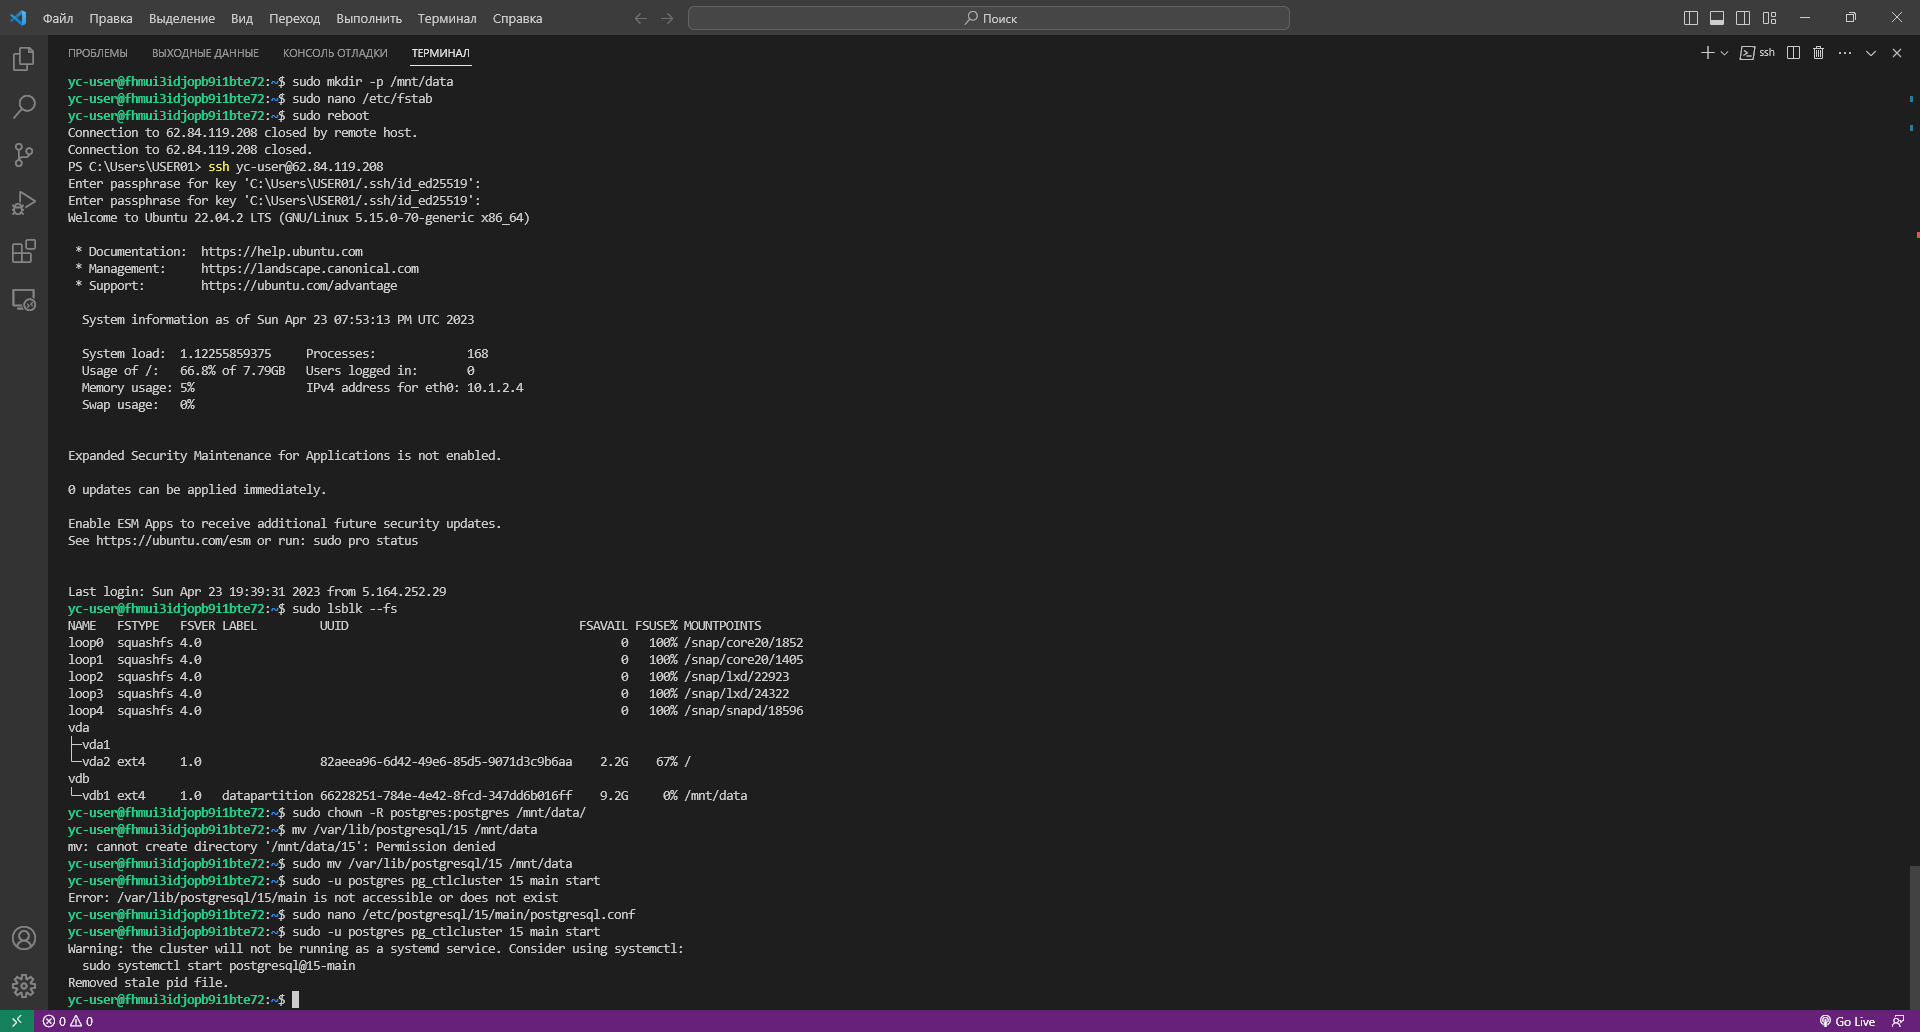 Файл Правка Выделение Вид Переход Выполнить Терминал Справка
Поиск
ПРОБЛЕМЫ ВЫХОДНЫЕ ДАННЫЕ КОНСОЛЬ ОТЛАДКИ ТЕРМИНАЛ
ssh
yc-user@fhmui3idjopb9i1bte72:~$ sudo mkdir -p /mnt/data
yc-user@fhmui3idjopb9i1bte72:~$ sudo nano /etc/fstab
yc-user@fhmui3idjopb9i1bte72:~$ sudo reboot
Connection to 62.84.119.208 closed by remote host.
Connection to 62.84.119.208 closed.
PS C:\Users\USER01> ssh yc-user@62.84.119.208
Enter passphrase for key 'C:\Users\USER01/.ssh/id_ed25519':
Enter passphrase for key 'C:\Users\USER01/.ssh/id_ed25519':
Welcome to Ubuntu 22.04.2 LTS (GNU/Linux 5.15.0-70-generic x86_64)
* Documentation: https://help.ubuntu.com
* Management: https://landscape.canonical.com
* Support: https://ubuntu.com/advantage
System information as of Sun Apr 23 07:53:13 PM UTC 2023
System load: 1.12255859375 Processes: 168
Usage of /: 66.8% of 7.79GB Users logged in: 0
Memory usage: 5% IPv4 address for eth0: 10.1.2.4
Swap usage: 0%
Expanded Security Maintenance for Applications is not enabled.
0 updates can be applied immediately.
Enable ESM Apps to receive additional future security updates.
See https://ubuntu.com/esm or run: sudo pro status
Last login: Sun Apr 23 19:39:31 2023 from 5.164.252.29
yc-user@fhmui3idjopb9i1bte72:~$ sudo lsblk --fs
NAME FSTYPE FSVER LABEL UUID FSAVAIL FSUSE% MOUNTPOINTS
loop0 squashfs 4.0 0 100% /snap/core20/1852
loop1 squashfs 4.0 0 100% /snap/core20/1405
loop2 squashfs 4.0 0 100% /snap/lxd/22923
loop3 squashfs 4.0 0 100% /snap/lxd/24322
loop4 squashfs 4.0 0 100% /snap/snapd/18596
vda
├─vda1
└─vda2 ext4 1.0 82aeea96-6d42-49e6-85d5-9071d3c9b6aa 2.2G 67% /
vdb
└─vdb1 ext4 1.0 datapartition 66228251-784e-4e42-8fcd-347dd6b016ff 9.2G 0% /mnt/data
yc-user@fhmui3idjopb9i1bte72:~$ sudo chown -R postgres:postgres /mnt/data/
yc-user@fhmui3idjopb9i1bte72:~$ mv /var/lib/postgresql/15 /mnt/data
mv: cannot create directory '/mnt/data/15': Permission denied
yc-user@fhmui3idjopb9i1bte72:~$ sudo mv /var/lib/postgresql/15 /mnt/data
yc-user@fhmui3idjopb9i1bte72:~$ sudo -u postgres pg_ctlcluster 15 main start
Error: /var/lib/postgresql/15/main is not accessible or does not exist
yc-user@fhmui3idjopb9i1bte72:~$ sudo nano /etc/postgresql/15/main/postgresql.conf
yc-user@fhmui3idjopb9i1bte72:~$ sudo -u postgres pg_ctlcluster 15 main start
Warning: the cluster will not be running as a systemd service. Consider using systemctl:
sudo systemctl start postgresql@15-main
Removed stale pid file.
yc-user@fhmui3idjopb9i1bte72:~$
0 0 Go Live